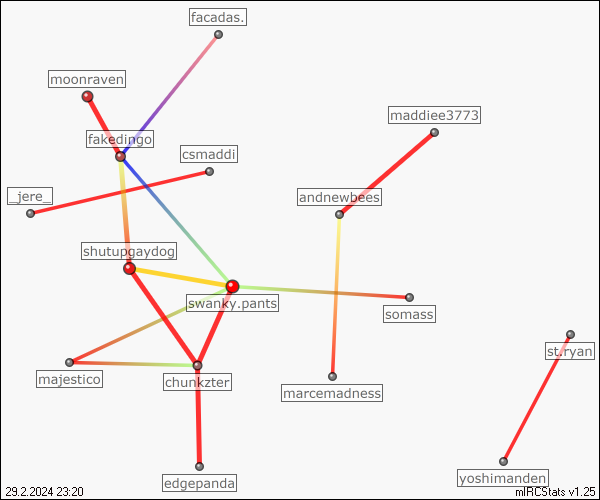 facadas.
moonraven
maddiee3773
fakedingo
csmaddi
_jere_
andnewbees
shutupgaydog
swanky.pants
somass
st.ryan
majestico
chunkzter
marcemadness
edgepanda
yoshimanden
29.2.2024 23:20
mIRCStats v1.25